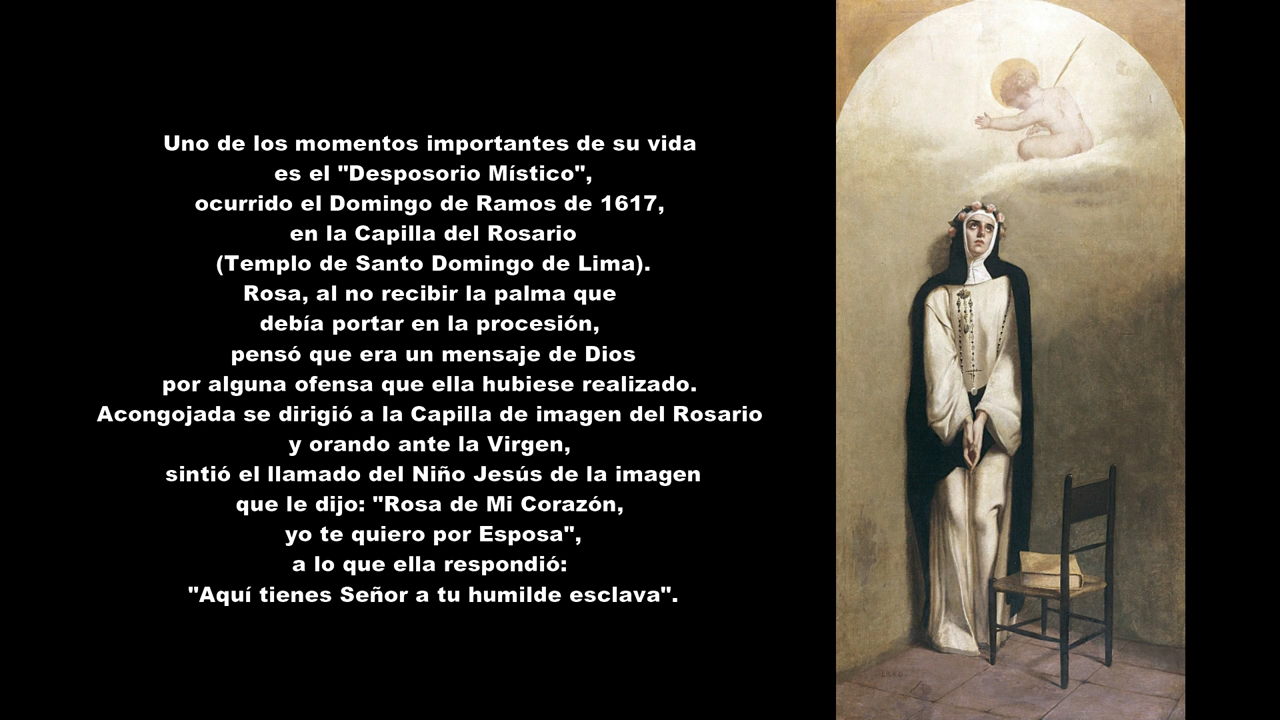 Uno de los momentos importantes de su vida
es el "Desposorio Místico",
ocurrido el Domingo de Ramos de 1617,
en la Capilla del Rosario
(Templo de Santo Domingo de Lima).
Rosa, al no recibir la palma que
debía portar en la procesión,
pensó que era un mensaje de Dios
por alguna ofensa que ella hubiese realizado.
Acongojada se dirigió a la Capilla de imagen del Rosario
y orando ante la Virgen,
sintió el llamado del Niño Jesús de la imagen
que le dijo: "Rosa de Mi Corazón,
yo te quiero por Esposa",
a lo que ella respondió:
"Aquí tienes Señor a tu humilde esclava".